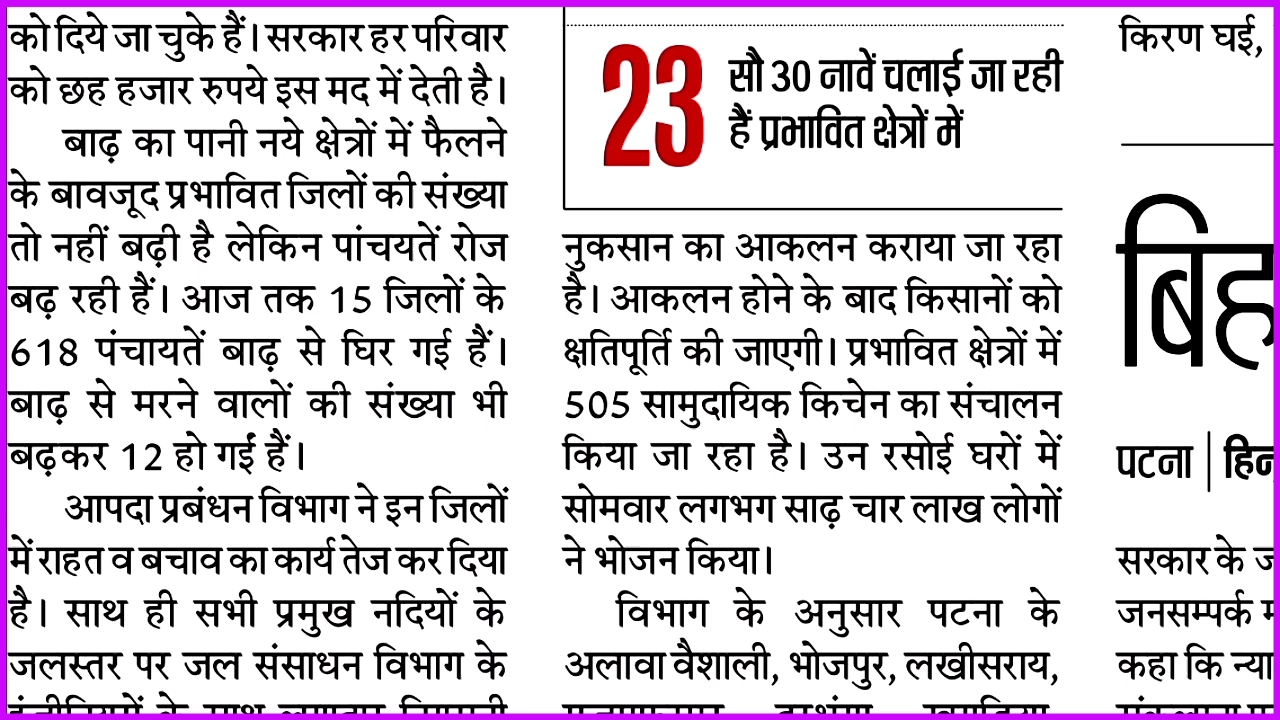 को दिये जा चुके हैं। सरकार हर परिवार
को छह हजार रुपये इस मद में देती है।
बाढ़ का पानी नये क्षेत्रों में फैलने
के बावजूद प्रभावित जिलों की संख्या
तो नहीं बढ़ी है लेकिन पांचयतें रोज
बढ़ रही हैं। आज तक 15 जिलों के
618 पंचायतें बाढ़ से घिर गई हैं।
बाढ़ से मरने वालों की संख्या भी
बढ़कर 12 हो गईं हैं।
आपदा प्रबंधन विभाग ने इन जिलों
में राहत व बचाव का कार्य तेज कर दिया
है। साथ ही सभी प्रमुख नदियों के
जलस्तर पर जल संसाधन विभाग के
23 सौ 30 नावें चलाई जा रही
हैं प्रभावित क्षेत्रों में
नुकसान का आकलन कराया जा रहा
है। आकलन होने के बाद किसानों को
क्षतिपूर्ति की जाएगी। प्रभावित क्षेत्रों में
505 सामुदायिक किचेन का संचालन
किया जा रहा है। उन रसोई घरों में
सोमवार लगभग साढ़ चार लाख लोगों
ने भोजन किया।
विभाग के अनुसार पटना के
अलावा वैशाली, भोजपुर, लखीसराय,
किरण घई,
पटना |
सरकार के
जनसम्पर्क
कहा कि